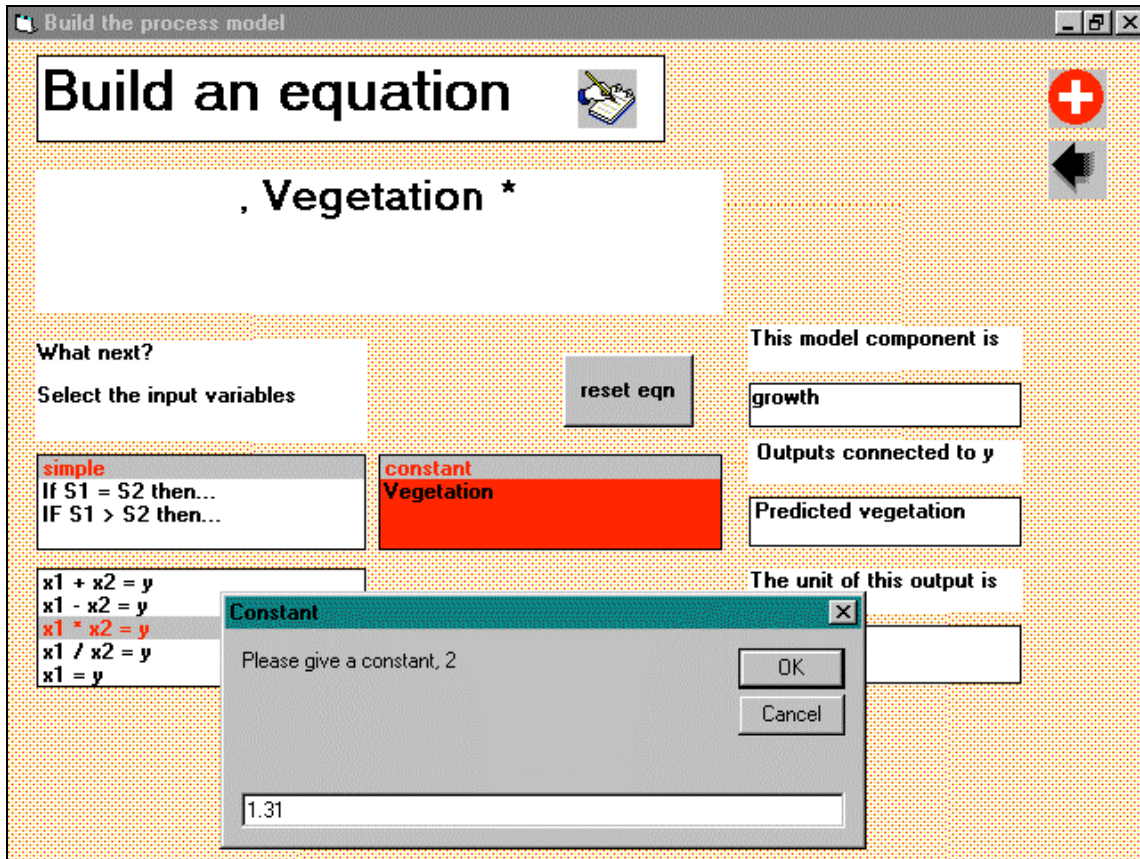 Build the process model
Build an equation
, Vegetation *
What next?
Select the input variables
reset eqn
This model component is
growth
Outputs connected to y
Predicted vegetation
The unit of this output is
simple
If S1 = S2 then...
IF S1 > S2 then...
constant
Vegetation
x1 + x2 = y
x1 - x2 = y
x1 * x2 = y
x1 / x2 = y
x1 = y
Constant
Please give a constant, 2
OK
Cancel
1.31